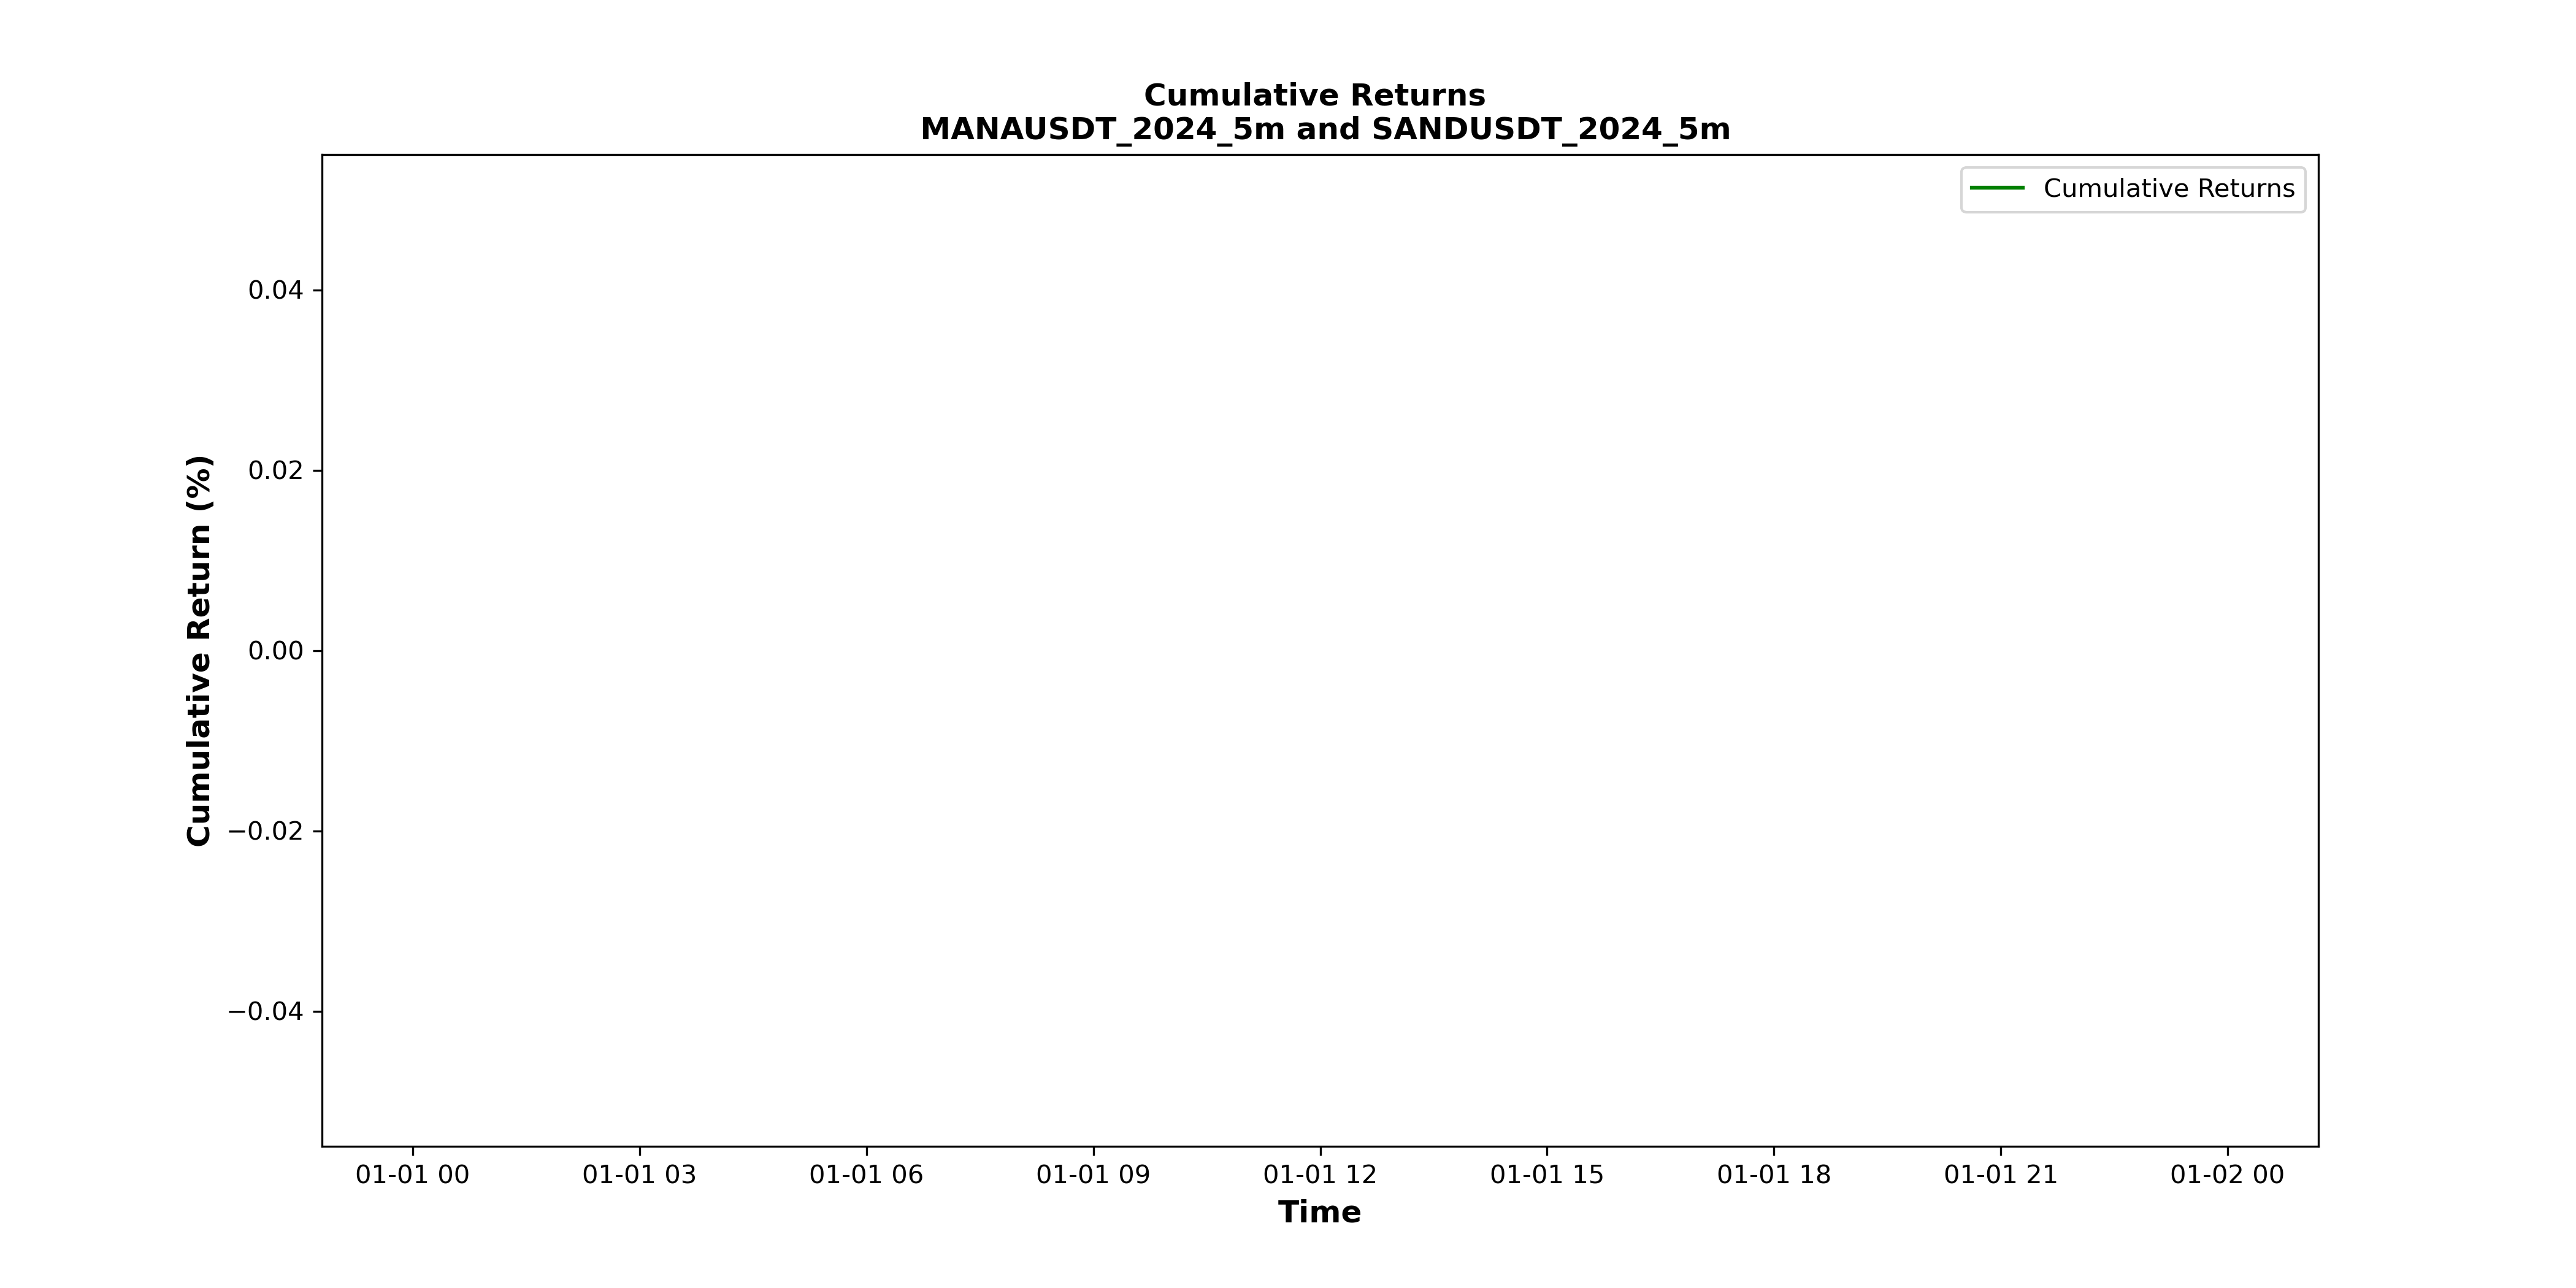 Cumulative Returns
MANAUSDT_2024_5m and SANDUSDT_2024_5m
Cumulative Returns
Cumulative Return (%)
0.04
0.02
0.00
−0.02
−0.04
01-01 00
01-01 03
01-01 06
01-01 09
01-01 12
01-01 15
01-01 18
01-01 21
01-02 00
Time